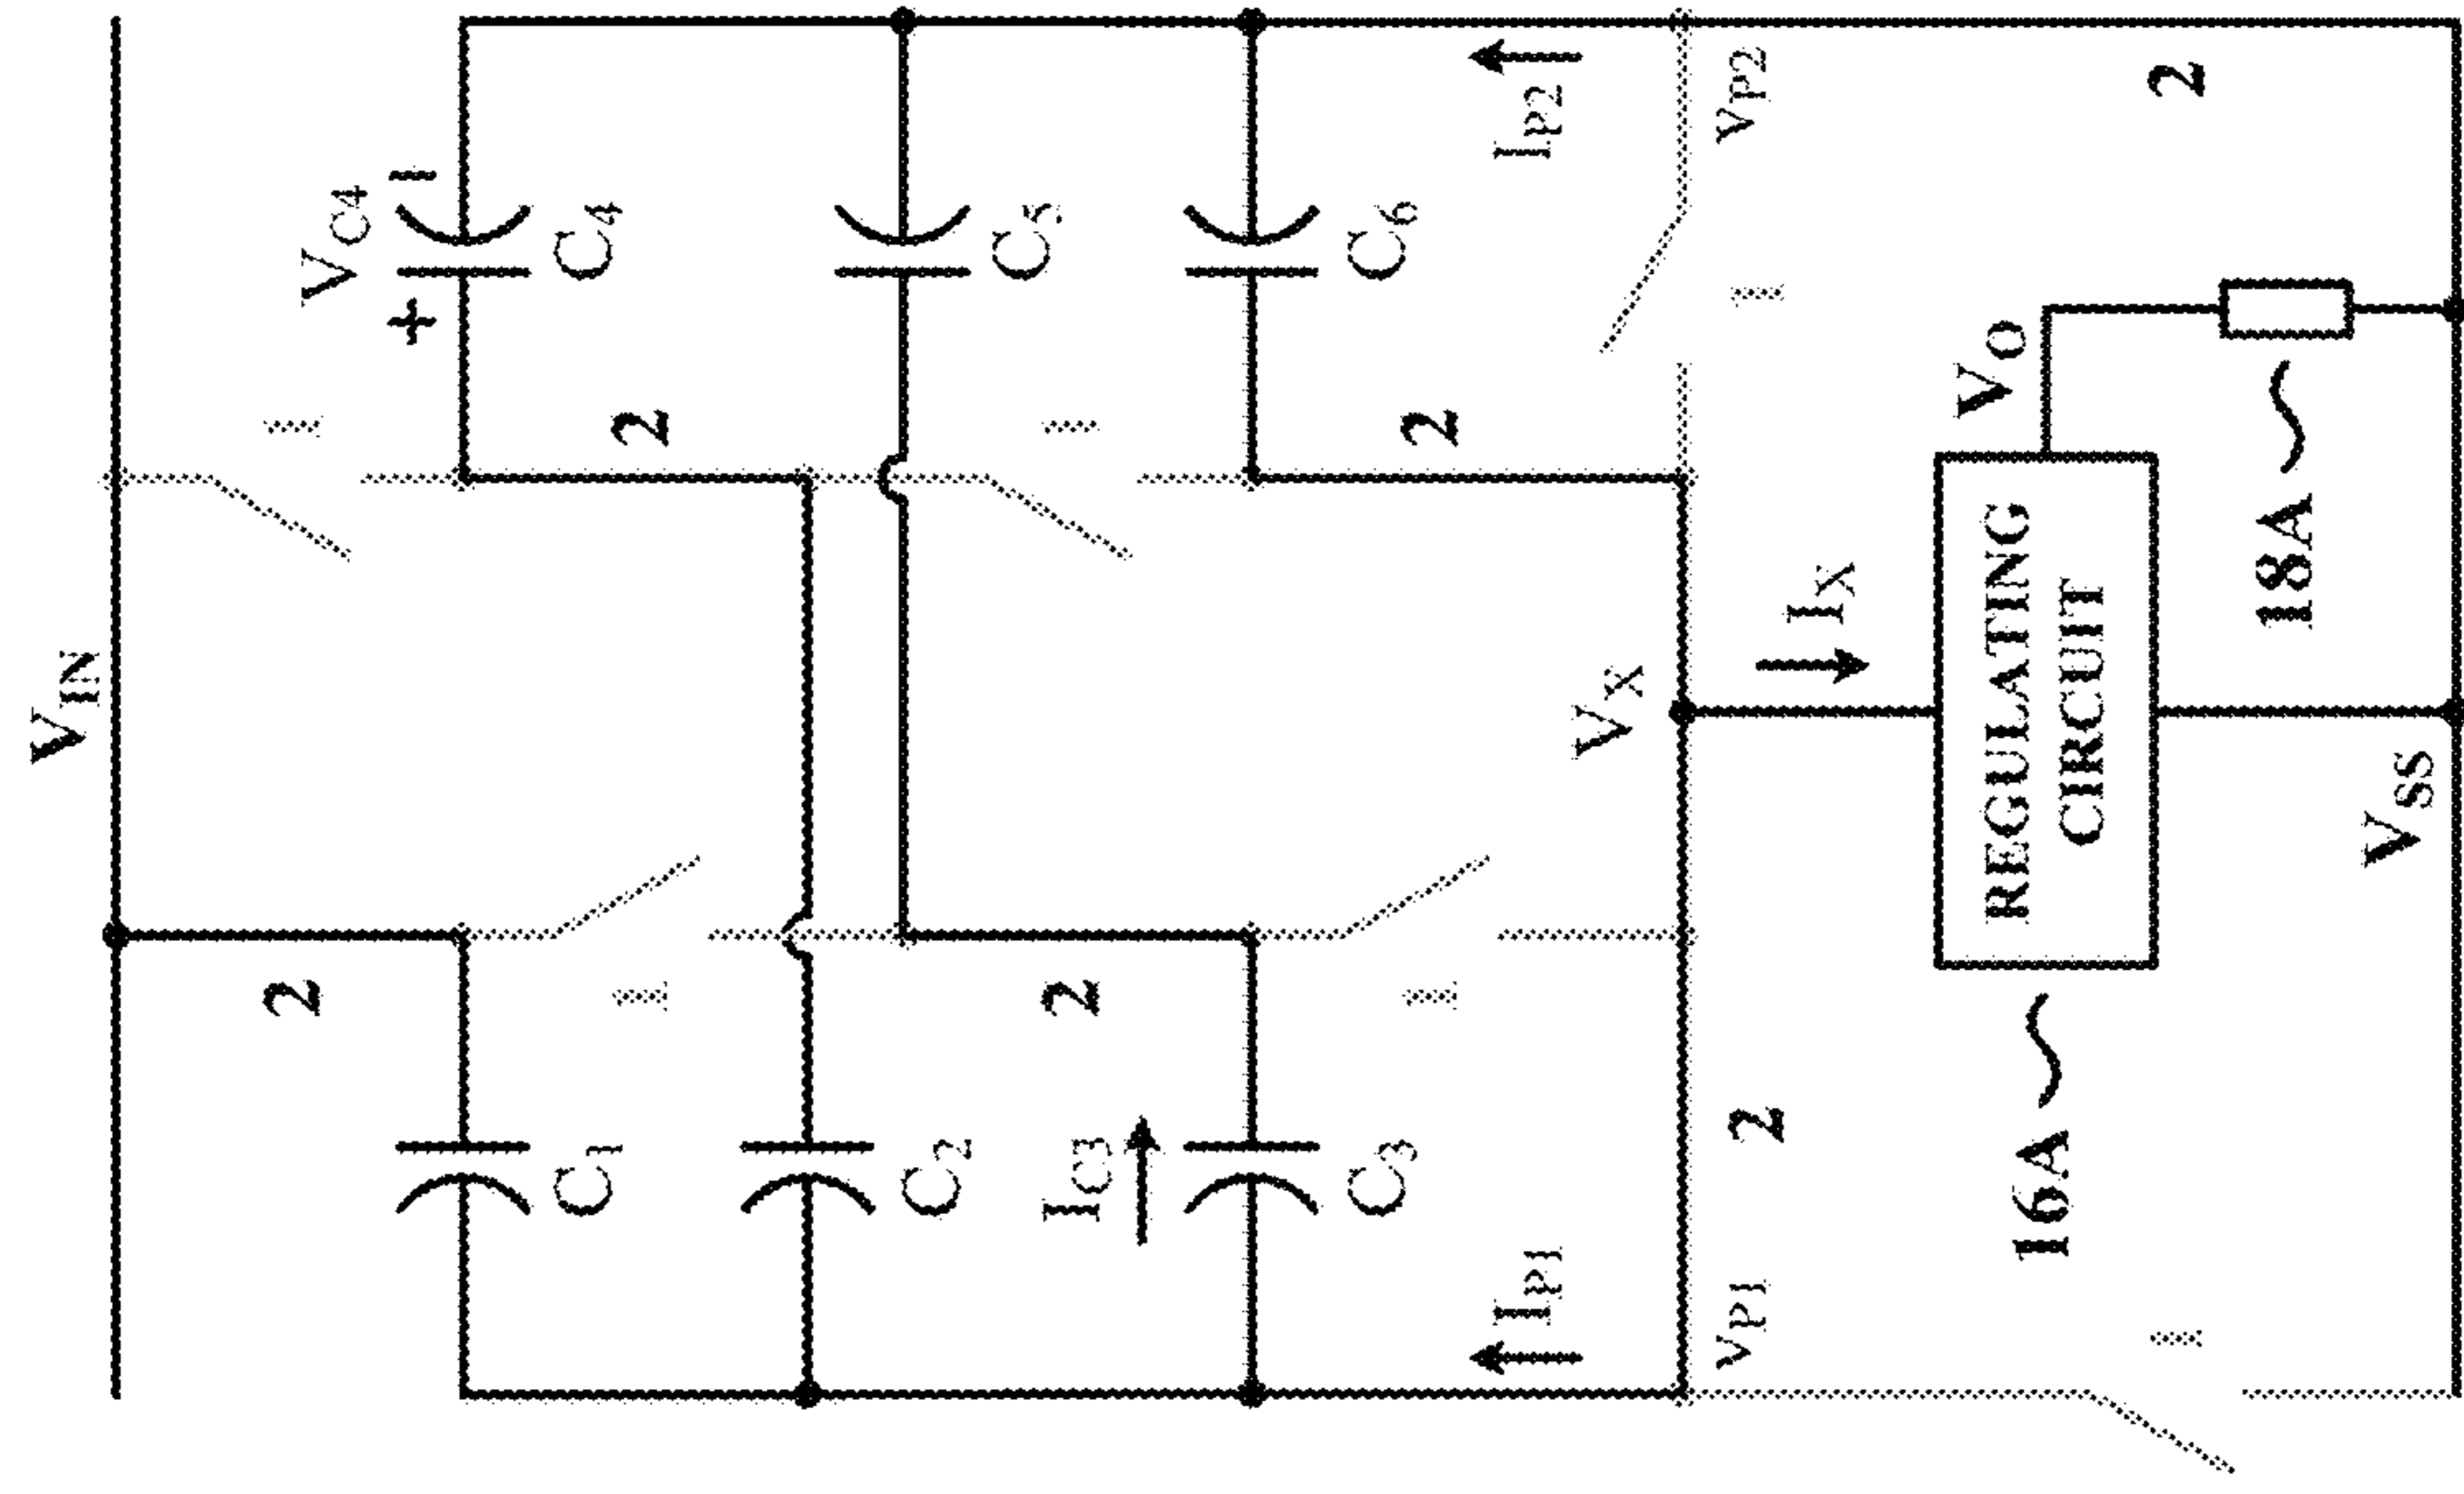 V_IN
2
1
V_C4
+ −
C_1
C_4
1
2
C_2
C_5
I_C3
2
1
C_3
C_6
1
2
I_P1
I_P2
V_X
V_P1
2
1
V_P2
I_X
V_O
REGULATING
CIRCUIT
16A
1
2
18A
V_SS